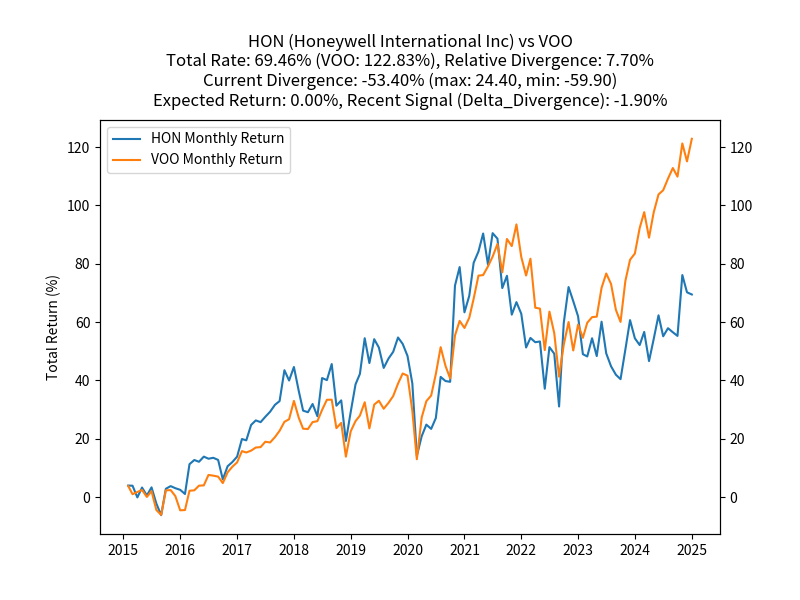 HON (Honeywell International Inc) vs VOO
Total Rate: 69.46% (VOO: 122.83%), Relative Divergence: 7.70%
Current Divergence: -53.40% (max: 24.40, min: -59.90)
Expected Return: 0.00%, Recent Signal (Delta_Divergence): -1.90%
HON Monthly Return
VOO Monthly Return
Total Return (%)
120 120
100 100
80 80
60 60
40 40
20 20
0 0
2015 2016 2017 2018 2019 2020 2021 2022 2023 2024 2025